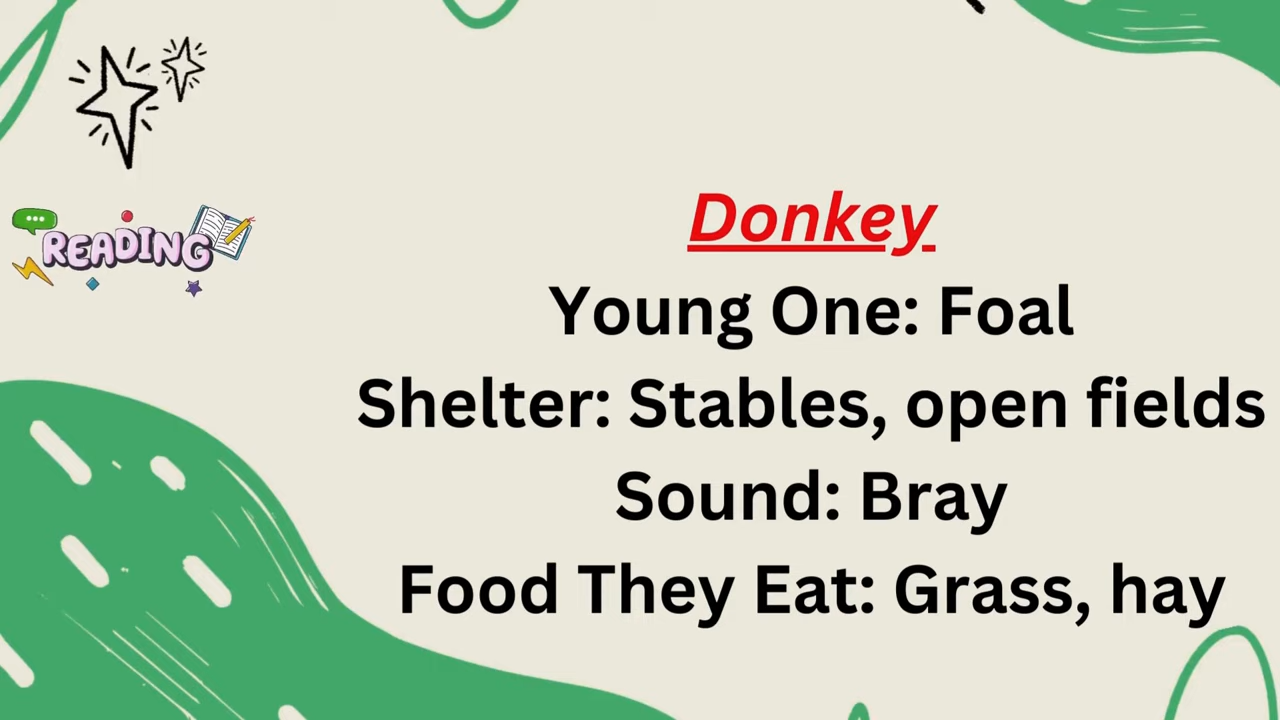 READING
Donkey
Young One: Foal
Shelter: Stables, open fields
Sound: Bray
Food They Eat: Grass, hay